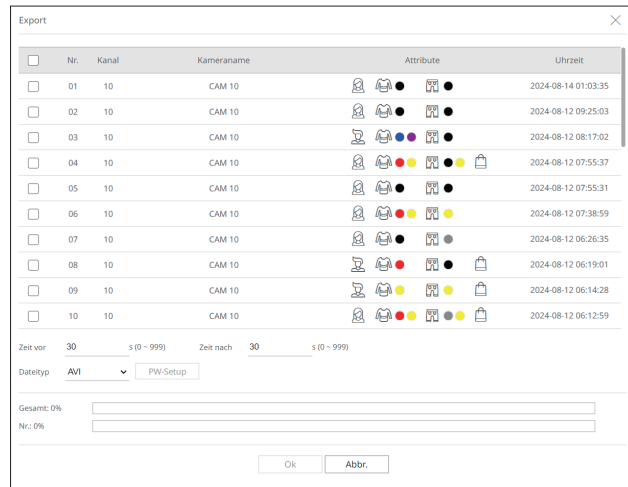 Export
Nr. Kanal Kameraname Attribute Uhrzeit
01 10 CAM 10 2024-08-14 01:03:35
02 10 CAM 10 2024-08-12 09:25:03
03 10 CAM 10 2024-08-12 08:17:02
04 10 CAM 10 2024-08-12 07:55:37
05 10 CAM 10 2024-08-12 07:55:31
06 10 CAM 10 2024-08-12 07:38:59
07 10 CAM 10 2024-08-12 06:26:35
08 10 CAM 10 2024-08-12 06:19:01
09 10 CAM 10 2024-08-12 06:14:28
10 10 CAM 10 2024-08-12 06:12:59
Zeit vor 30 s (0 ~ 999) Zeit nach 30 s (0 ~ 999)
Dateityp AVI PW-Setup
Gesamt: 0%
Nr.: 0%
Ok Abbr.